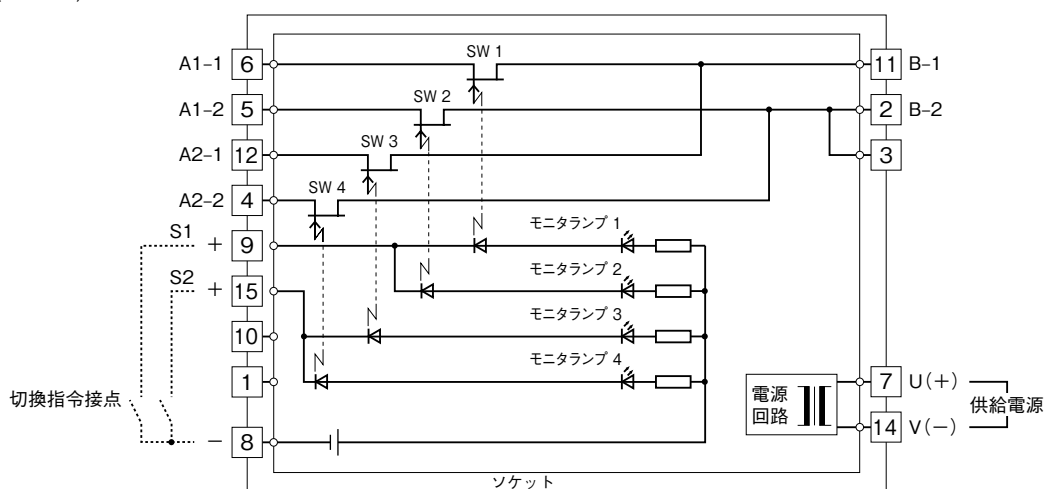 A1-1 6 SW 1 11 B-1
A1-2 5 SW 2 2 B-2
A2-1 12 SW 3 3
A2-2 4 SW 4
S1 + 9 モニタランプ 1
S2 + 15 モニタランプ 2
10 モニタランプ 3
1 モニタランプ 4
切換指令接点
電源
回路
7 U(+)
供給電源
14 V(−)
− 8
ソケット